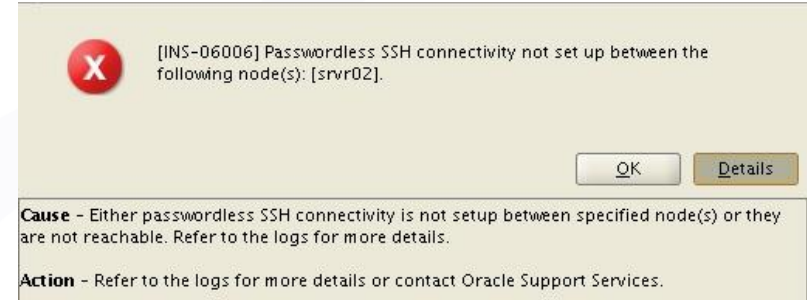 [INS-06006] Passwordless SSH connectivity not set up between the
following node(s): [srvr02].
OK
Details
Cause - Either passwordless SSH connectivity is not setup between specified node(s) or they
are not reachable. Refer to the logs for more details.
Action - Refer to the logs for more details or contact Oracle Support Services.